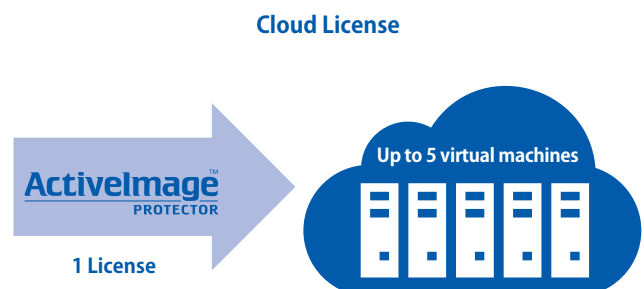 Cloud License
Up to 5 virtual machines
ActiveImage™
PROTECTOR
1 License